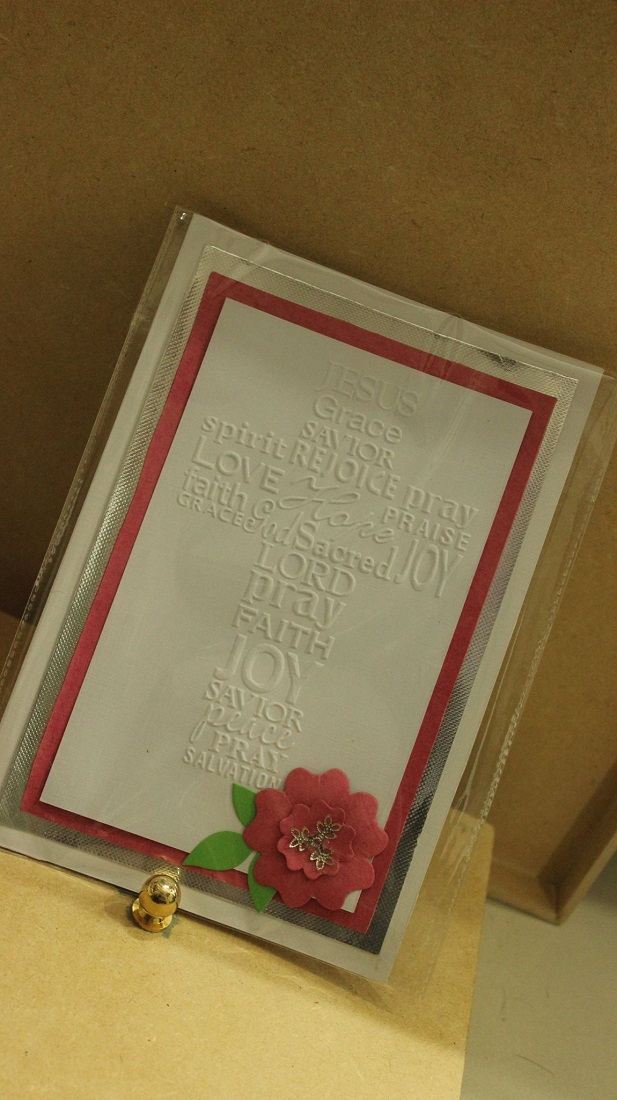 JESUS
Grace
SAVIOR
spirit REJOICE pray
LOVE Hope PRAISE
faith
GRACE God Sacred JOY
LORD
pray
FAITH
JOY
SAVIOR
peace
PRAY
SALVATION